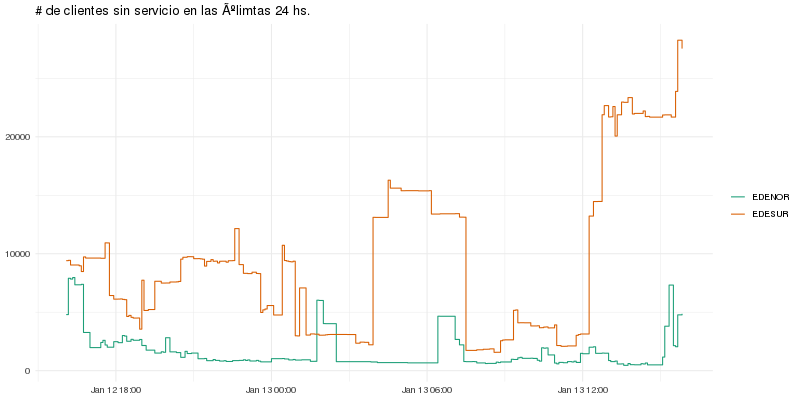 # de clientes sin servicio en las Ãºlimtas 24 hs.
20000
10000
0
Jan 12 18:00
Jan 13 00:00
Jan 13 06:00
Jan 13 12:00
EDENOR
EDESUR